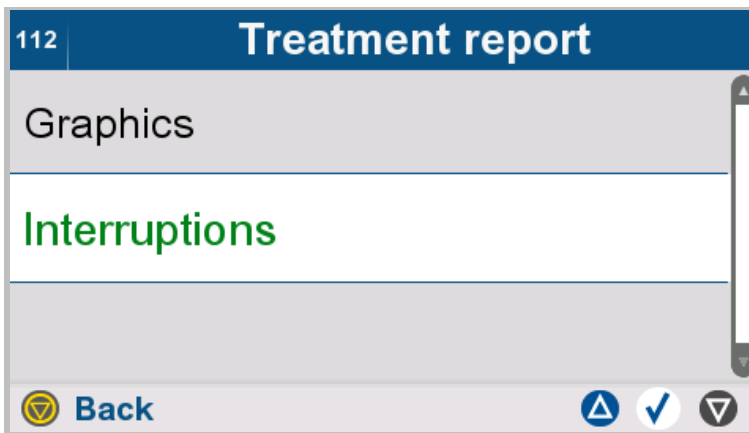 112
Treatment report
Graphics
Interruptions
Back